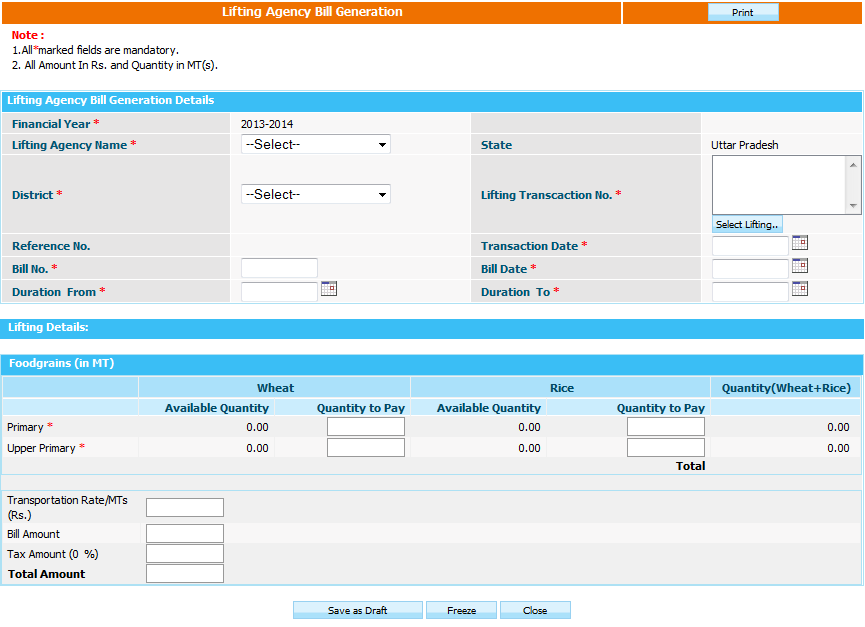 Lifting Agency Bill Generation Print
Note :
1.All*marked fields are mandatory.
2. All Amount In Rs. and Quantity in MT(s).
Lifting Agency Bill Generation Details
Financial Year * 2013-2014
Lifting Agency Name * --Select-- State Uttar Pradesh
District * --Select-- Lifting Transcaction No. *
Select Lifting..
Reference No. Transaction Date *
Bill No. * Bill Date *
Duration From * Duration To *
Lifting Details:
Foodgrains (in MT)
Wheat Rice Quantity(Wheat+Rice)
Available Quantity Quantity to Pay Available Quantity Quantity to Pay
Primary * 0.00 0.00 0.00
Upper Primary * 0.00 0.00 0.00
Total
Transportation Rate/MTs
(Rs.)
Bill Amount
Tax Amount (0 %)
Total Amount
Save as Draft Freeze Close